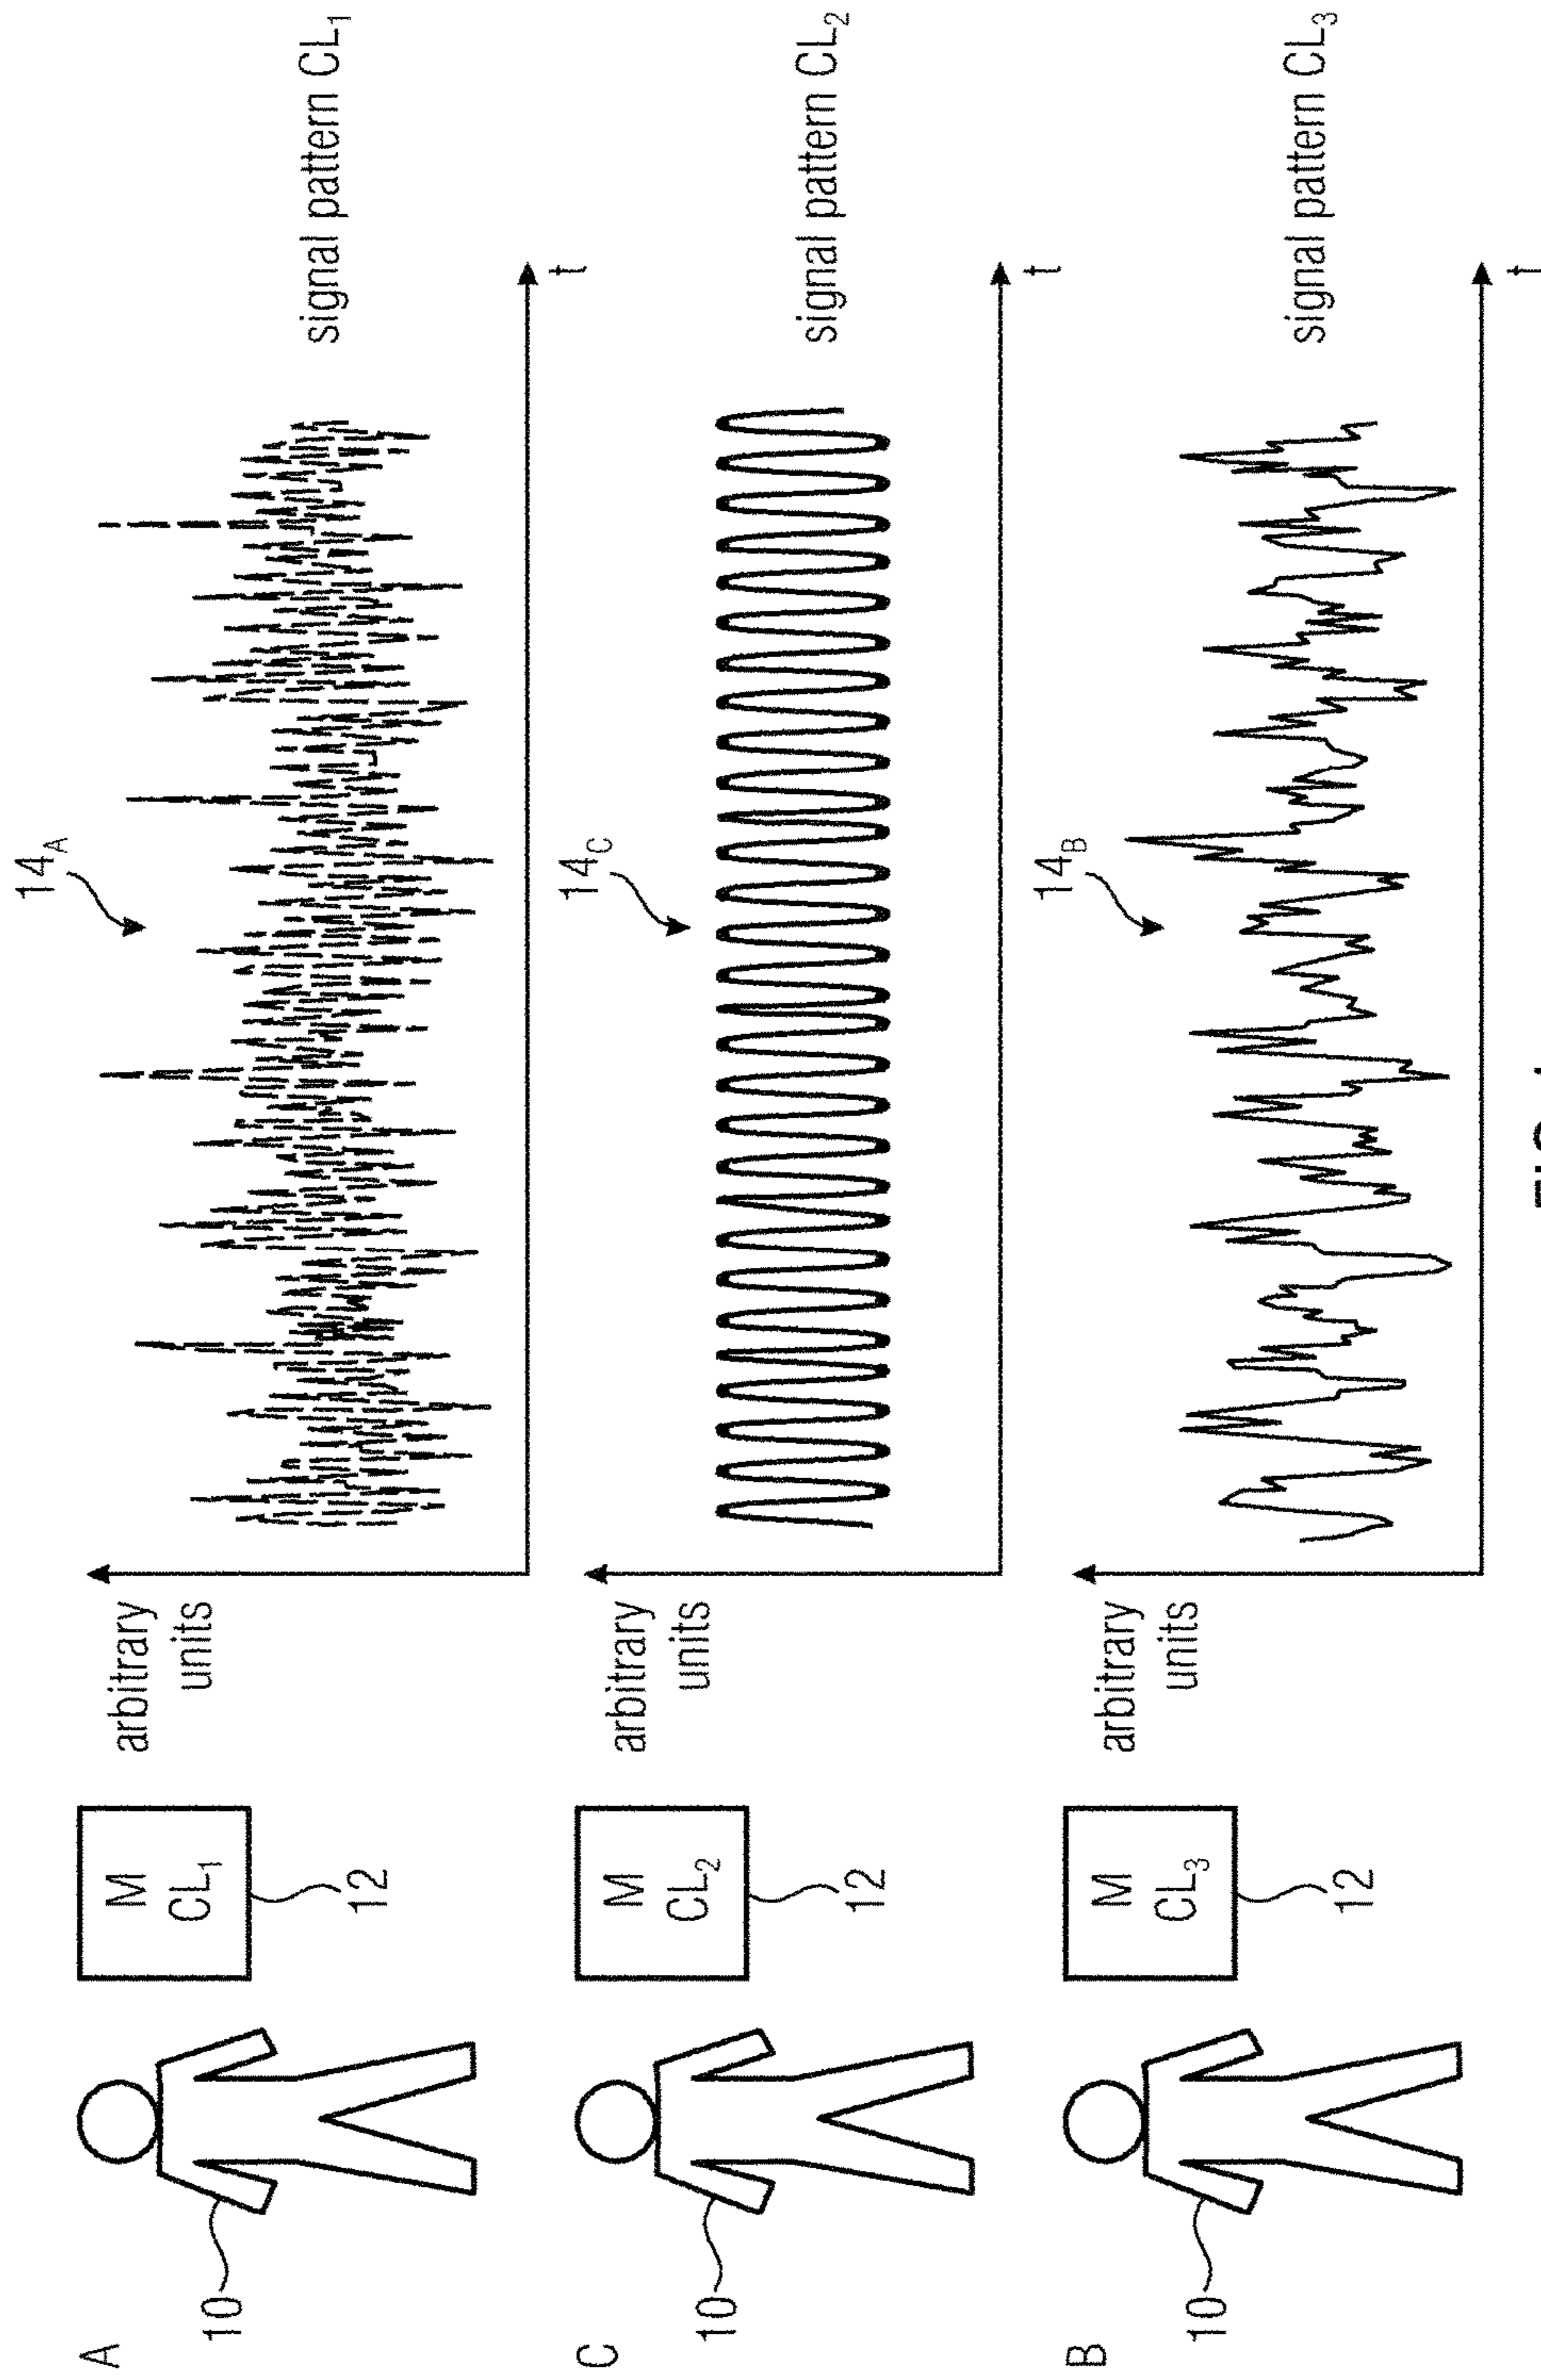 A
10
M
CL₁
12
arbitrary
units
14A
t
signal pattern CL₁
C
10
M
CL₂
12
arbitrary
units
14C
t
signal pattern CL₂
B
10
M
CL₃
12
arbitrary
units
14B
t
signal pattern CL₃